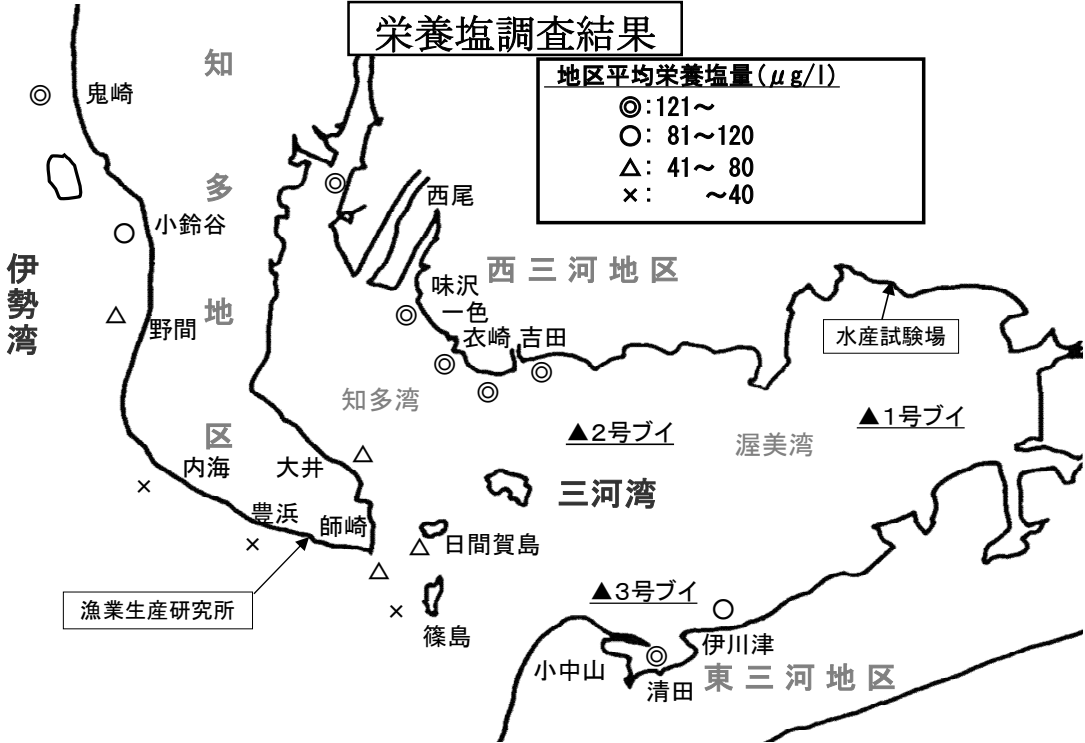 栄養塩調査結果
地区平均栄養塩量(μg/l)
◎:121～
○: 81～120
△: 41～ 80
×: ～40
知多地区
鬼崎
小鈴谷
伊勢湾
野間
西尾
西三河地区
味沢
一色
衣崎 吉田
水産試験場
知多湾
▲2号ブイ
▲1号ブイ
渥美湾
内海
大井
三河湾
豊浜
師崎
日間賀島
漁業生産研究所
篠島
▲3号ブイ
伊川津
小中山
清田
東三河地区